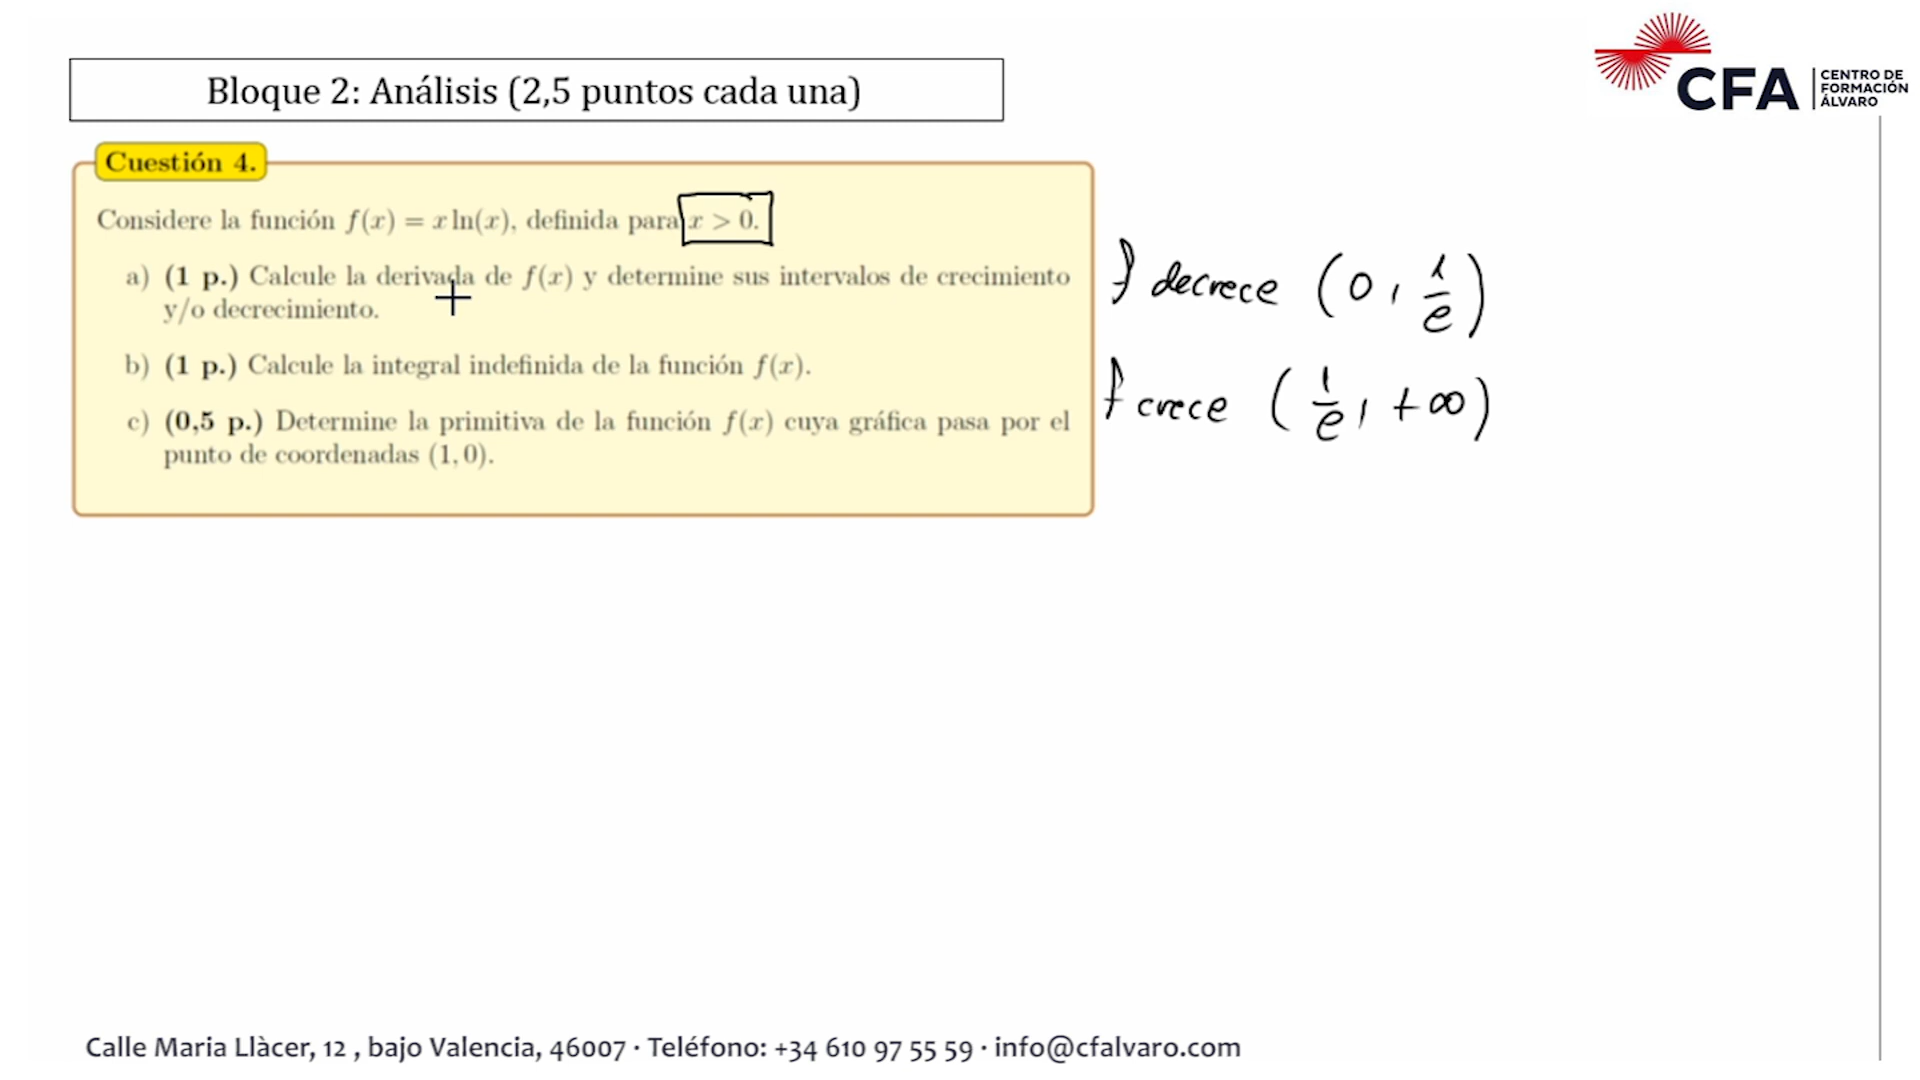 Bloque 2: Análisis (2,5 puntos cada una)
CFA
CENTRO DE
FORMACIÓN
ÁLVARO
Cuestión 4.
Considere la función f(x) = x ln(x), definida para x > 0.
a) (1 p.) Calcule la derivada de f(x) y determine sus intervalos de crecimiento
y/o decrecimiento.
b) (1 p.) Calcule la integral indefinida de la función f(x).
c) (0,5 p.) Determine la primitiva de la función f(x) cuya gráfica pasa por el
punto de coordenadas (1, 0).
f decrece (0, 1/e)
f crece (1/e, +∞)
Calle Maria Llàcer, 12 , bajo Valencia, 46007 · Teléfono: +34 610 97 55 59 · info@cfalvaro.com